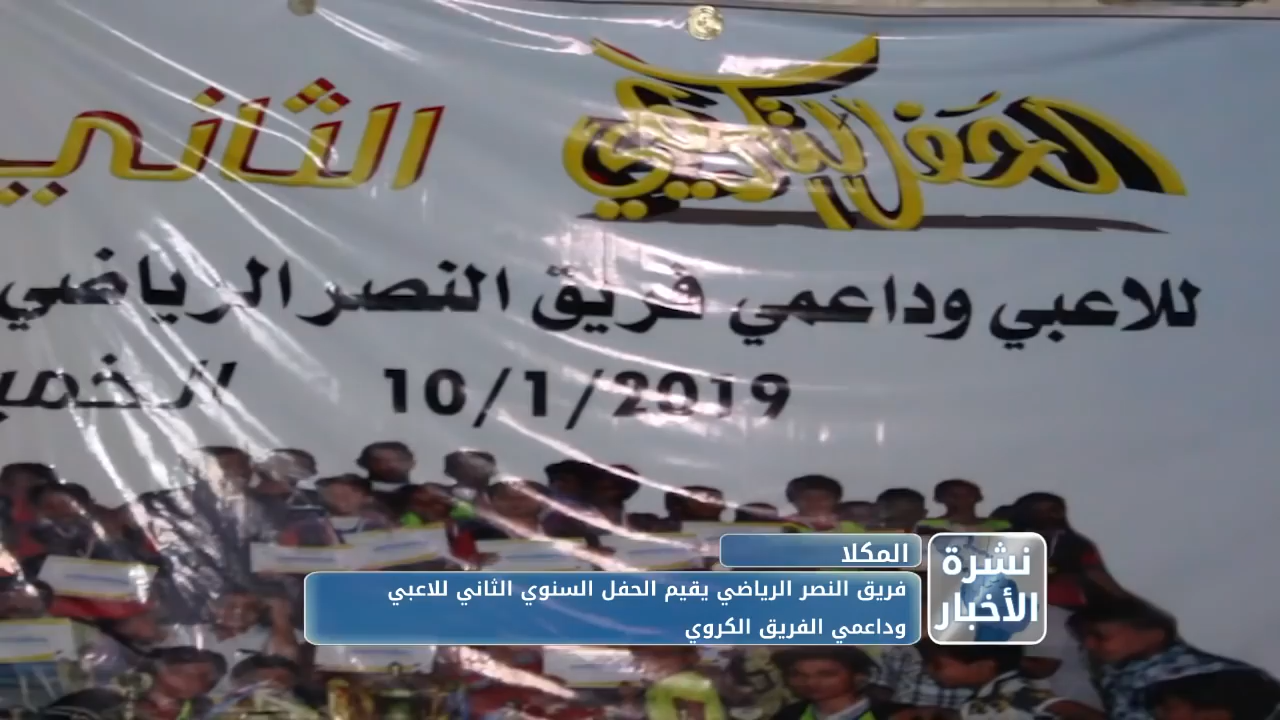 الحفل التكريمي الثاني
للاعبي وداعمي فريق النصر الرياضي
10/1/2019
المكلا
فريق النصر الرياضي يقيم الحفل السنوي الثاني للاعبي
وداعمي الفريق الكروي
نشرة
الأخبار